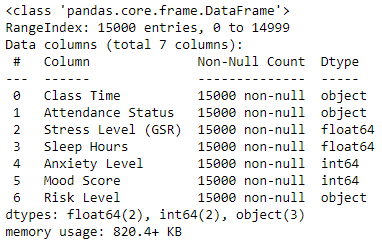 <class 'pandas.core.frame.DataFrame'>
RangeIndex: 15000 entries, 0 to 14999
Data columns (total 7 columns):
 #   Column              Non-Null Count  Dtype
---  ------              --------------  -----
 0   Class Time          15000 non-null  object
 1   Attendance Status   15000 non-null  object
 2   Stress Level (GSR)  15000 non-null  float64
 3   Sleep Hours         15000 non-null  float64
 4   Anxiety Level       15000 non-null  int64
 5   Mood Score          15000 non-null  int64
 6   Risk Level          15000 non-null  object
dtypes: float64(2), int64(2), object(3)
memory usage: 820.4+ KB